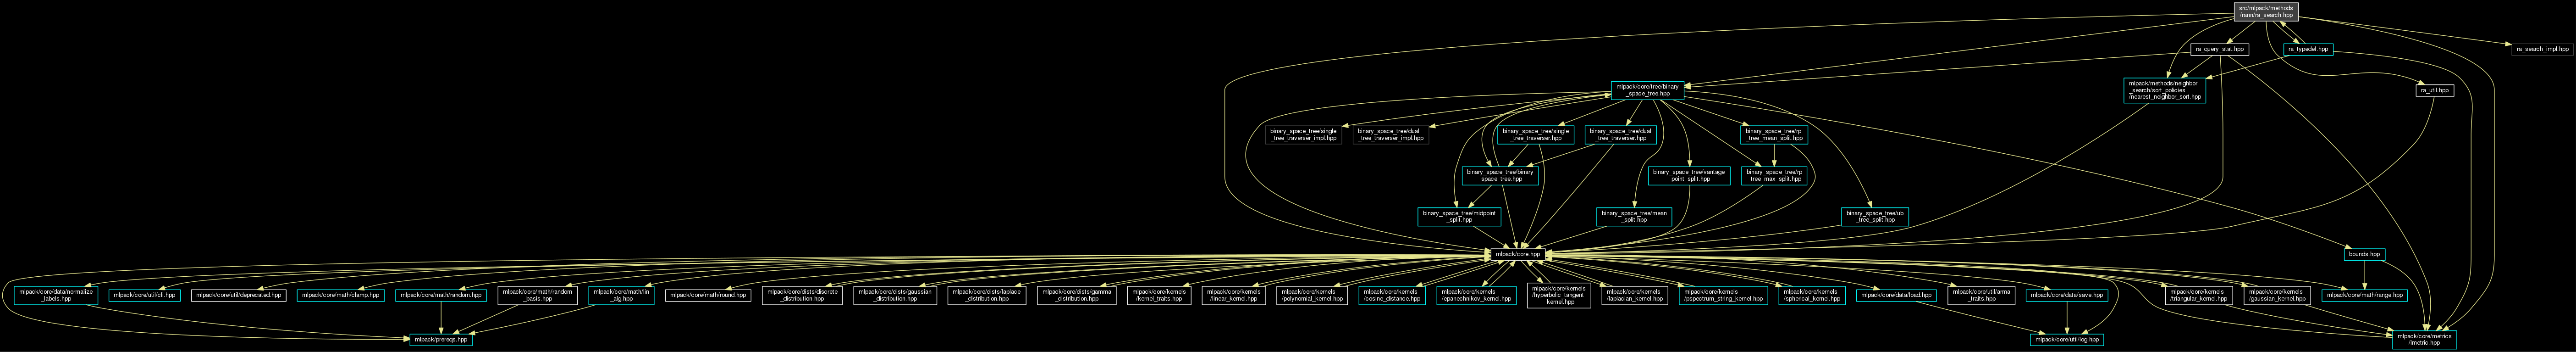 src/mlpack/methods
/rann/ra_search.hpp
ra_query_stat.hpp
ra_typedef.hpp
ra_search_impl.hpp
mlpack/core/tree/binary
_space_tree.hpp
mlpack/methods/neighbor
_search/sort_policies
/nearest_neighbor_sort.hpp
ra_util.hpp
binary_space_tree/single
_tree_traverser_impl.hpp
binary_space_tree/dual
_tree_traverser_impl.hpp
binary_space_tree/single
_tree_traverser.hpp
binary_space_tree/dual
_tree_traverser.hpp
binary_space_tree/rp
_tree_mean_split.hpp
binary_space_tree/binary
_space_tree.hpp
binary_space_tree/vantage
_point_split.hpp
binary_space_tree/rp
_tree_max_split.hpp
binary_space_tree/midpoint
_split.hpp
binary_space_tree/mean
_split.hpp
binary_space_tree/ub
_tree_split.hpp
mlpack/core.hpp
bounds.hpp
mlpack/core/data/normalize
_labels.hpp
mlpack/core/util/cli.hpp
mlpack/core/util/deprecated.hpp
mlpack/core/math/clamp.hpp
mlpack/core/math/random.hpp
mlpack/core/math/random
_basis.hpp
mlpack/core/math/lin
_alg.hpp
mlpack/core/math/round.hpp
mlpack/core/dists/discrete
_distribution.hpp
mlpack/core/dists/gaussian
_distribution.hpp
mlpack/core/dists/laplace
_distribution.hpp
mlpack/core/dists/gamma
_distribution.hpp
mlpack/core/kernels
/kernel_traits.hpp
mlpack/core/kernels
/linear_kernel.hpp
mlpack/core/kernels
/polynomial_kernel.hpp
mlpack/core/kernels
/cosine_distance.hpp
mlpack/core/kernels
/epanechnikov_kernel.hpp
mlpack/core/kernels
/hyperbolic_tangent
_kernel.hpp
mlpack/core/kernels
/laplacian_kernel.hpp
mlpack/core/kernels
/pspectrum_string_kernel.hpp
mlpack/core/kernels
/spherical_kernel.hpp
mlpack/core/data/load.hpp
mlpack/core/util/arma
_traits.hpp
mlpack/core/data/save.hpp
mlpack/core/kernels
/triangular_kernel.hpp
mlpack/core/kernels
/gaussian_kernel.hpp
mlpack/core/math/range.hpp
mlpack/prereqs.hpp
mlpack/core/util/log.hpp
mlpack/core/metrics
/lmetric.hpp